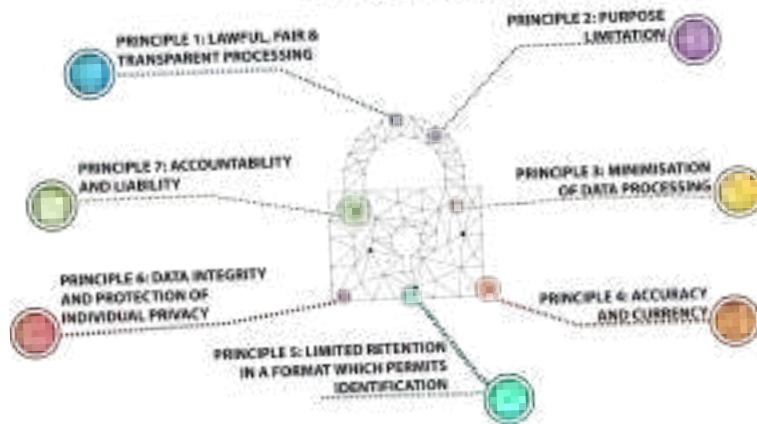 PRINCIPLE 1: LAWFUL, FAIR &
TRANSPARENT PROCESSING
PRINCIPLE 2: PURPOSE
LIMITATION
PRINCIPLE 7: ACCOUNTABILITY
AND LIABILITY
PRINCIPLE 3: MINIMISATION
OF DATA PROCESSING
PRINCIPLE 6: DATA INTEGRITY
AND PROTECTION OF
INDIVIDUAL PRIVACY
PRINCIPLE 4: ACCURACY
AND CURRENCY
PRINCIPLE 5: LIMITED RETENTION
IN A FORMAT WHICH PERMITS
IDENTIFICATION